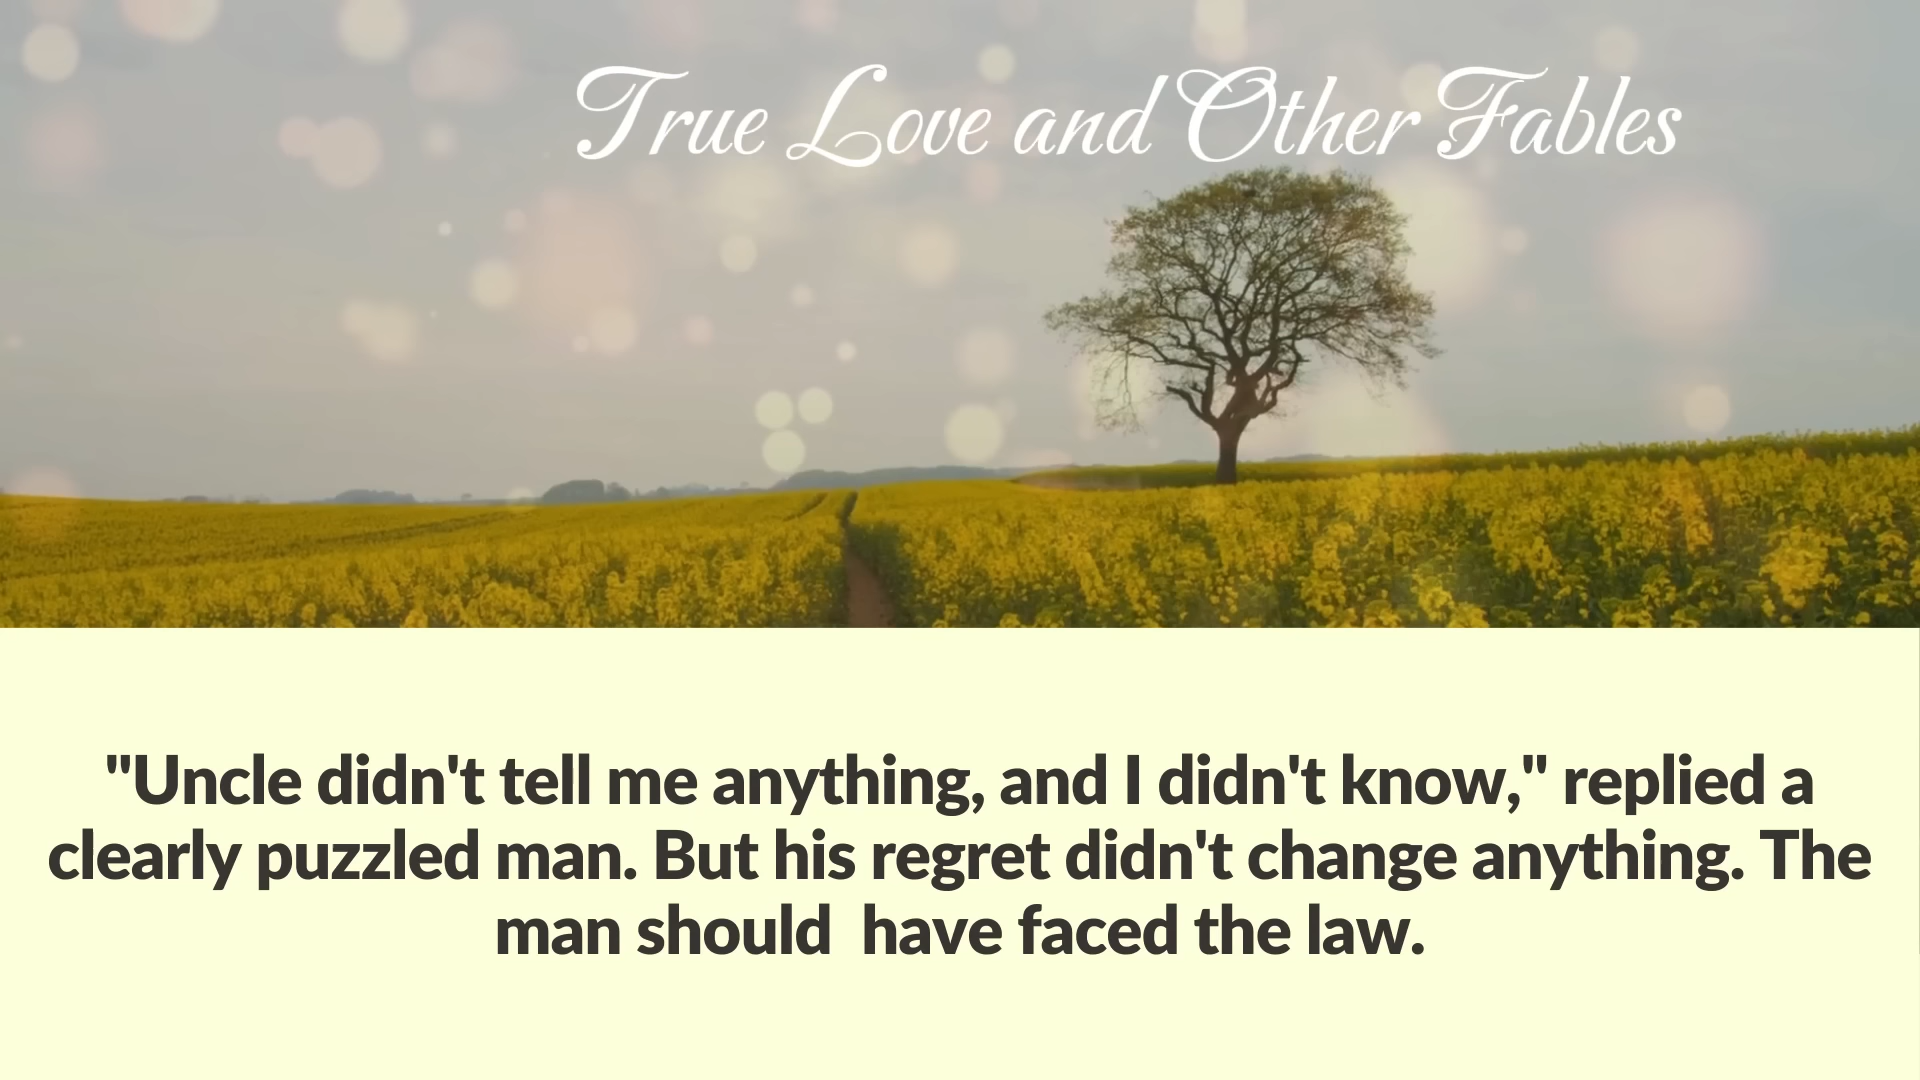 True Love and Other Fables
"Uncle didn't tell me anything, and I didn't know," replied a
clearly puzzled man. But his regret didn't change anything. The
man should  have faced the law.